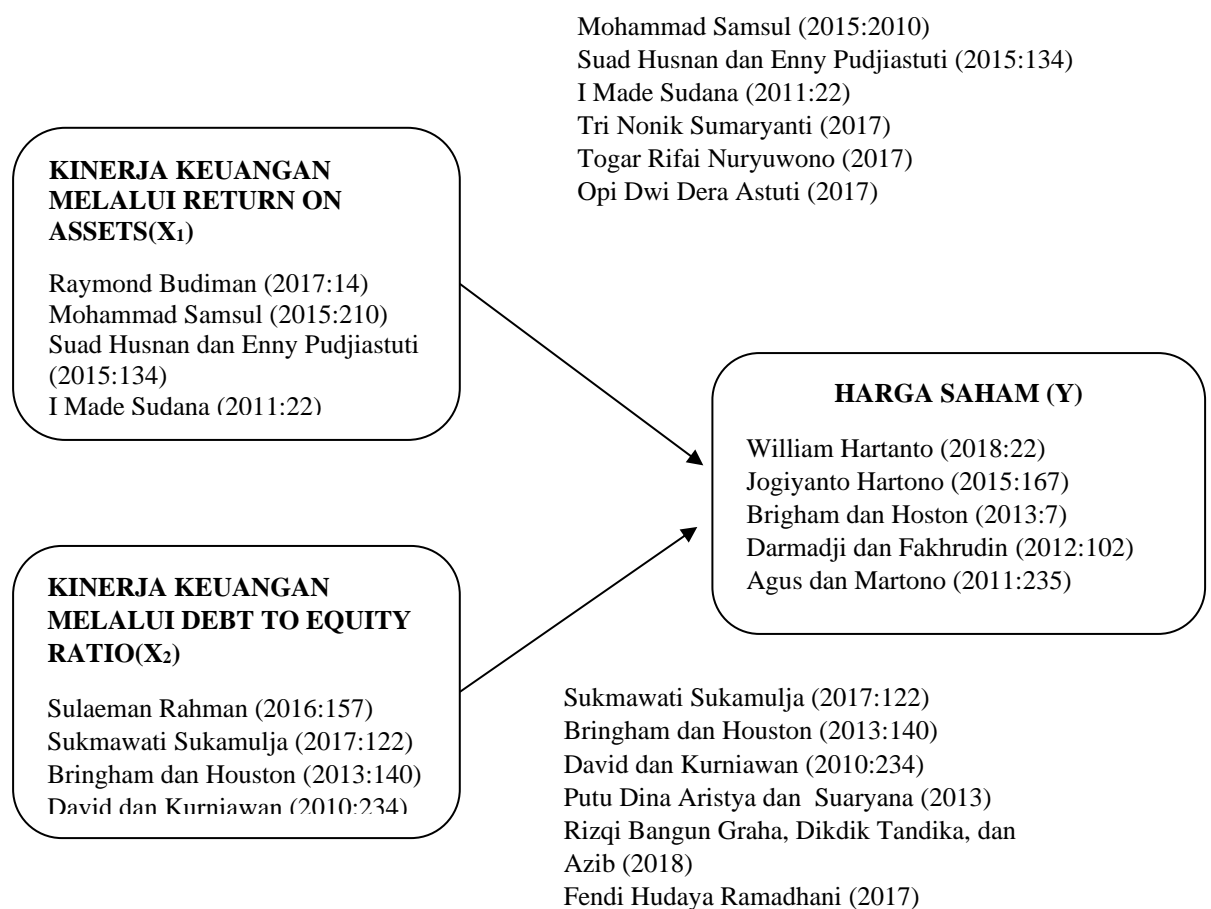 Mohammad Samsul (2015:2010)
Suad Husnan dan Enny Pudjiastuti (2015:134)
I Made Sudana (2011:22)
Tri Nonik Sumaryanti (2017)
Togar Rifai Nuryuwono (2017)
Opi Dwi Dera Astuti (2017)
KINERJA KEUANGAN
MELALUI RETURN ON
ASSETS(X1)
Raymond Budiman (2017:14)
Mohammad Samsul (2015:210)
Suad Husnan dan Enny Pudjiastuti
(2015:134)
I Made Sudana (2011:22)
HARGA SAHAM (Y)
William Hartanto (2018:22)
Jogiyanto Hartono (2015:167)
Brigham dan Hoston (2013:7)
Darmadji dan Fakhrudin (2012:102)
Agus dan Martono (2011:235)
KINERJA KEUANGAN
MELALUI DEBT TO EQUITY
RATIO(X2)
Sulaeman Rahman (2016:157)
Sukmawati Sukamulja (2017:122)
Bringham dan Houston (2013:140)
David dan Kurniawan (2010:234)
Sukmawati Sukamulja (2017:122)
Bringham dan Houston (2013:140)
David dan Kurniawan (2010:234)
Putu Dina Aristya dan Suaryana (2013)
Rizqi Bangun Graha, Dikdik Tandika, dan
Azib (2018)
Fendi Hudaya Ramadhani (2017)